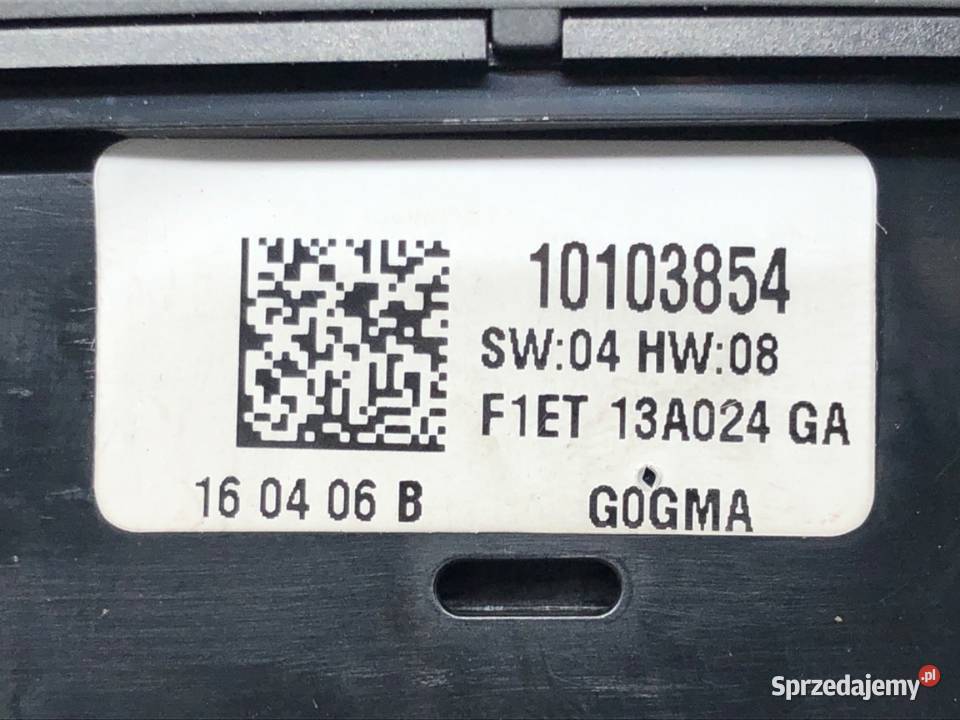 10103854
SW:04 HW:08
F1ET 13A024 GA
16 04 06 B
G0GMA
Sprzedajemy.pl